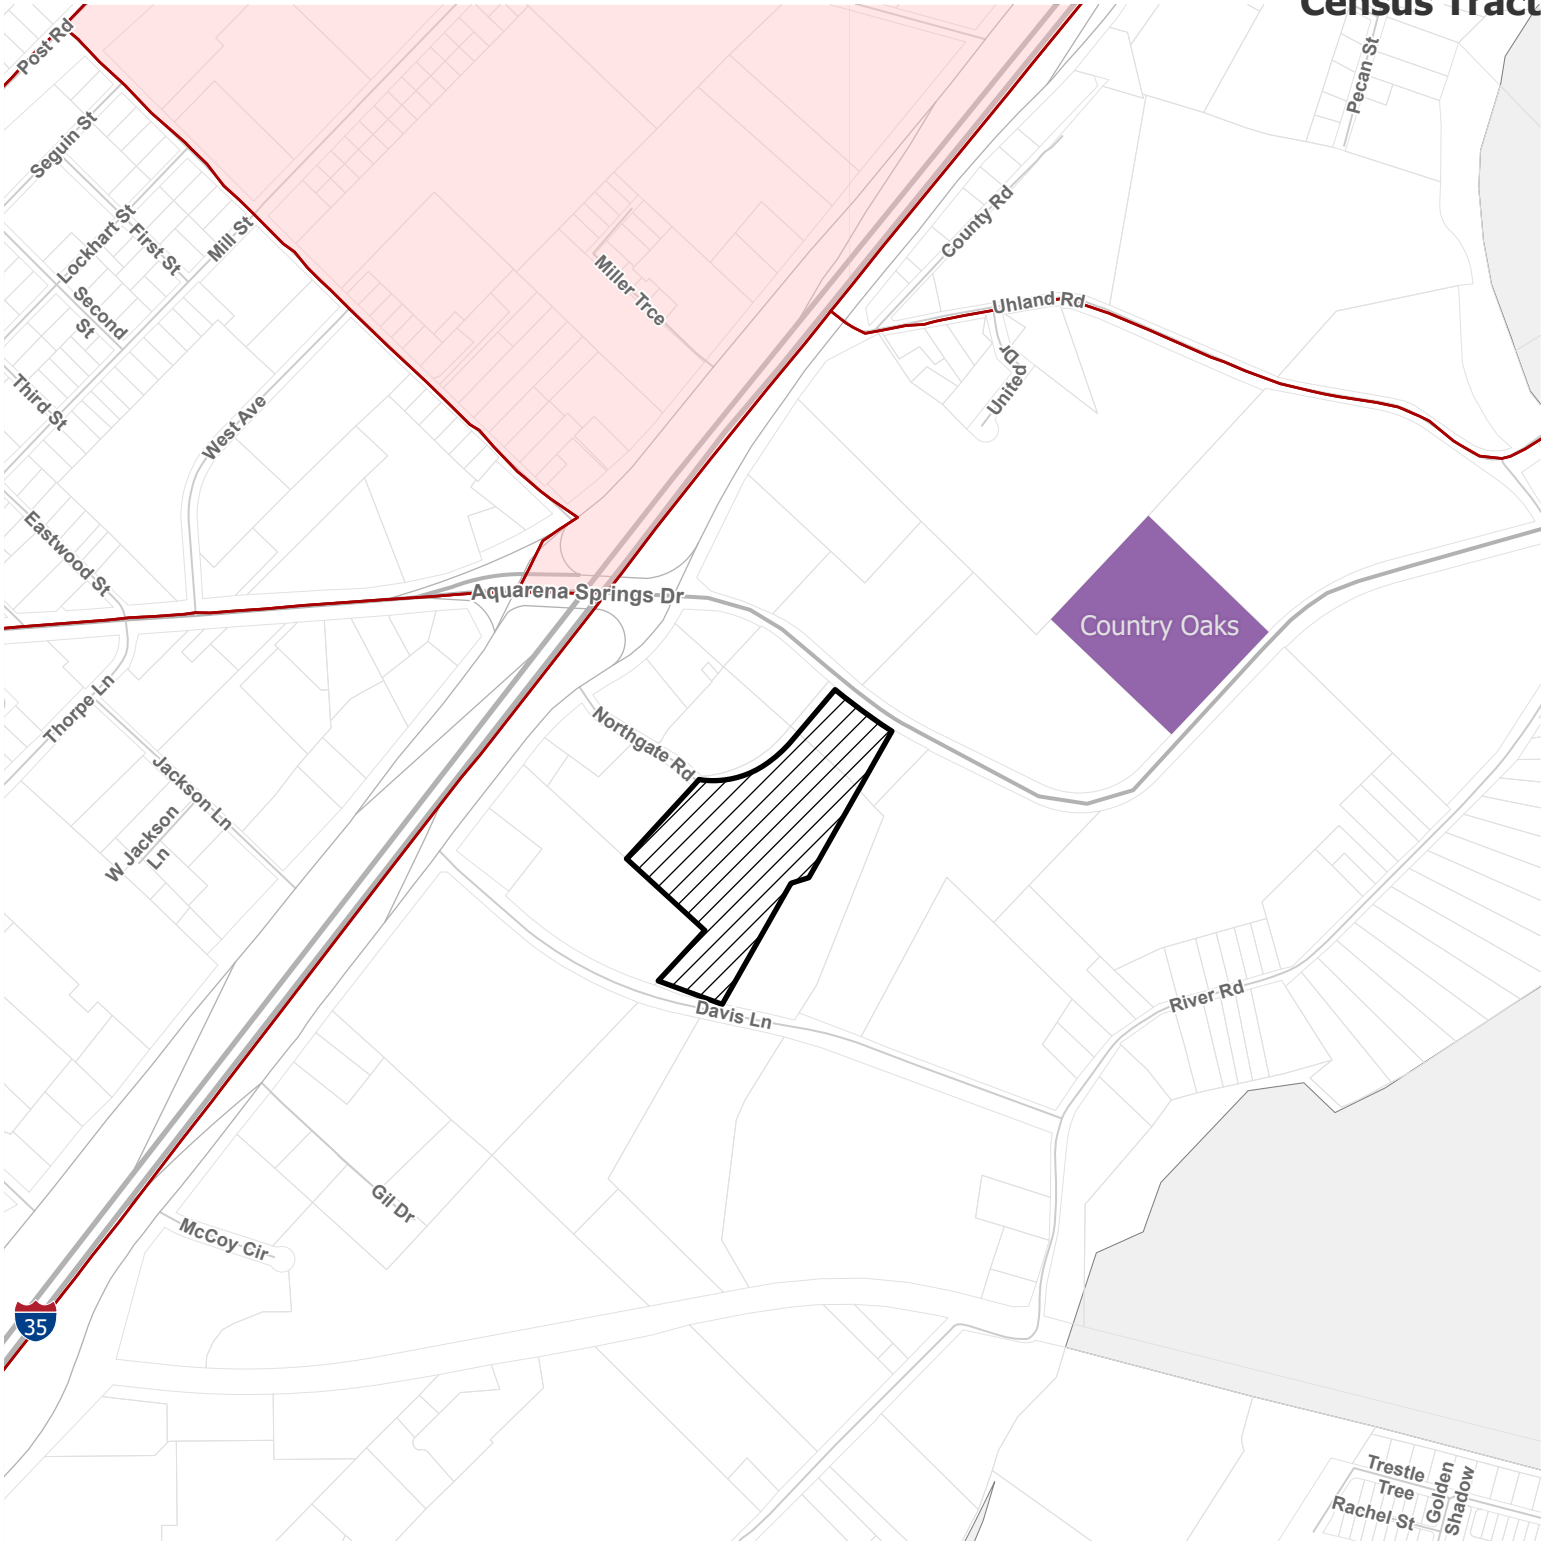 Census Tract
Post Rd
Pecan St
Seguin St
County Rd
Lockhart St
First St
Mill St
Miller Trce
Second
St
Uhland Rd
United Dr
Third St
West Ave
Eastwood St
Aquarena Springs Dr
Country Oaks
Thorpe Ln
Northgate Rd
Jackson Ln
W Jackson
Ln
River Rd
Davis Ln
Gil Dr
McCoy Cir
35
Trestle
Tree
Golden
Shadow
Rachel St